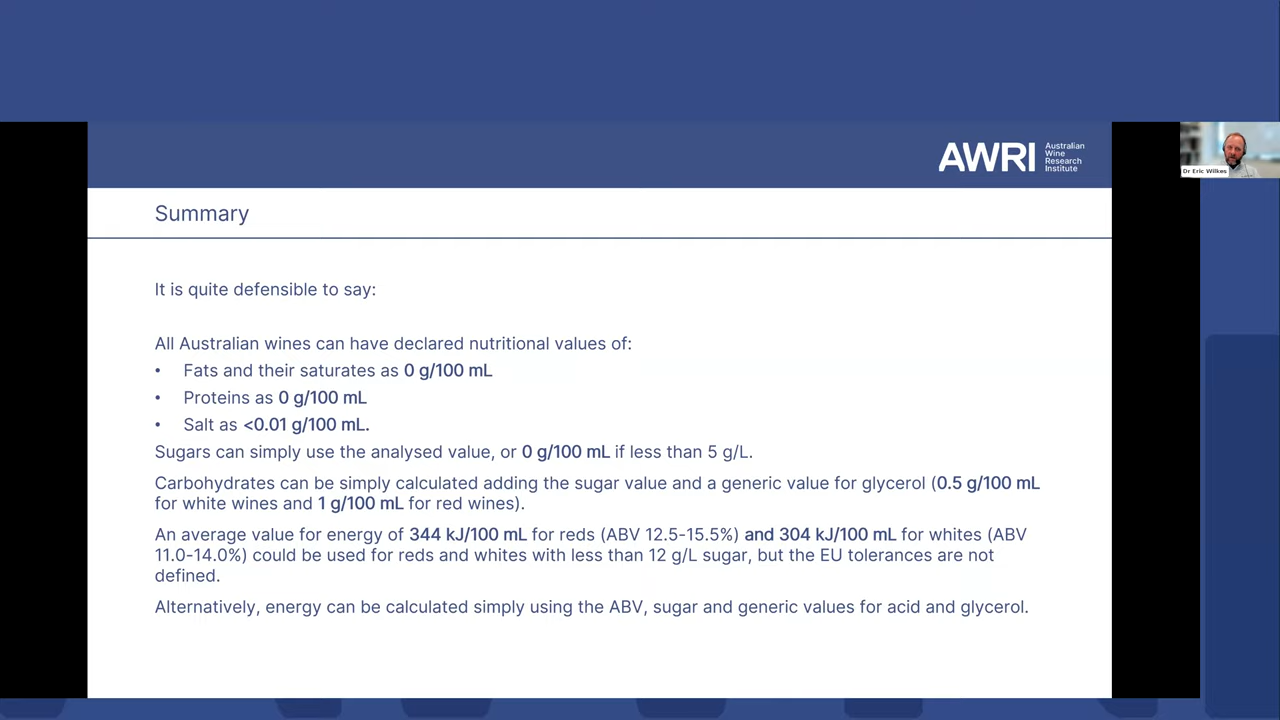 AWRI
Australian
Wine
Research
Institute
Dr Eric Wilkes
Summary
It is quite defensible to say:
All Australian wines can have declared nutritional values of:
• Fats and their saturates as 0 g/100 mL
• Proteins as 0 g/100 mL
• Salt as <0.01 g/100 mL.
Sugars can simply use the analysed value, or 0 g/100 mL if less than 5 g/L.
Carbohydrates can be simply calculated adding the sugar value and a generic value for glycerol (0.5 g/100 mL
for white wines and 1 g/100 mL for red wines).
An average value for energy of 344 kJ/100 mL for reds (ABV 12.5-15.5%) and 304 kJ/100 mL for whites (ABV
11.0-14.0%) could be used for reds and whites with less than 12 g/L sugar, but the EU tolerances are not
defined.
Alternatively, energy can be calculated simply using the ABV, sugar and generic values for acid and glycerol.